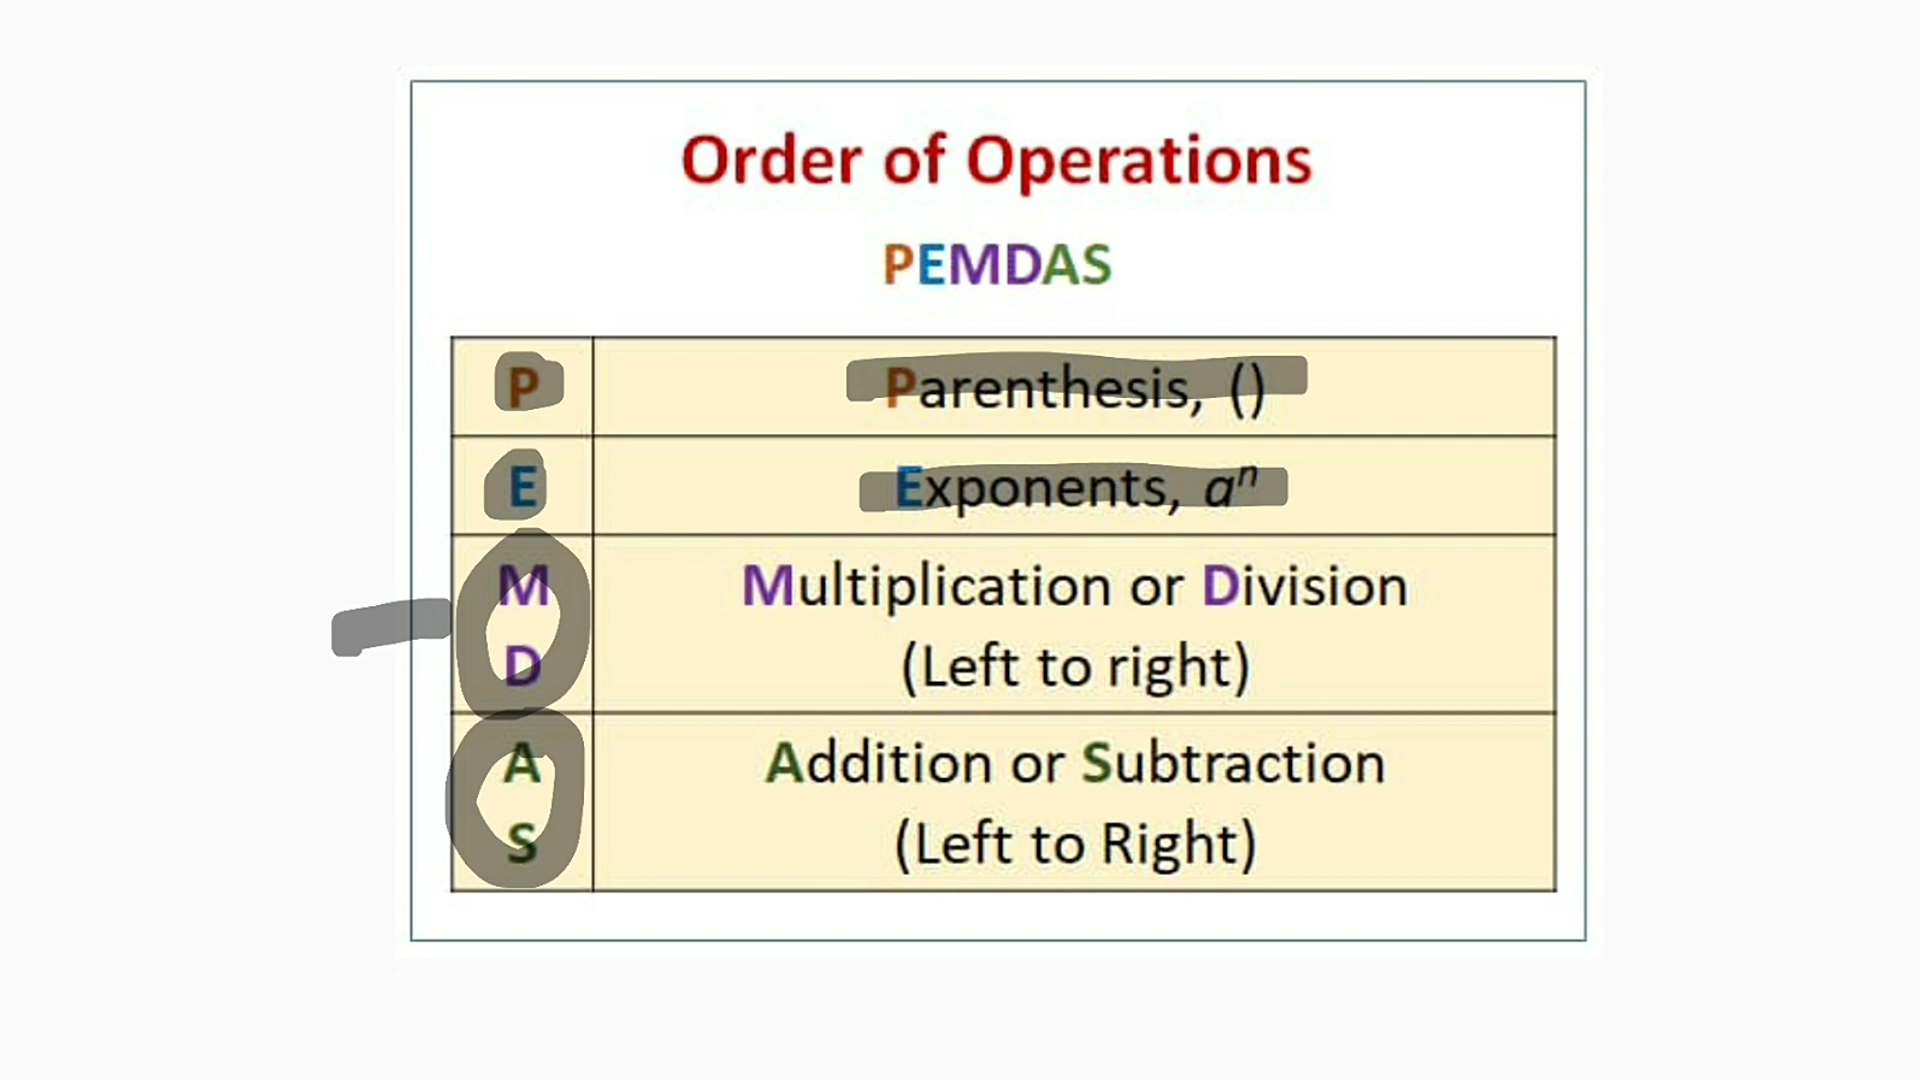 Order of Operations
PEMDAS
P Parenthesis, ()
E Exponents, aⁿ
M Multiplication or Division
D (Left to right)
A Addition or Subtraction
S (Left to Right)